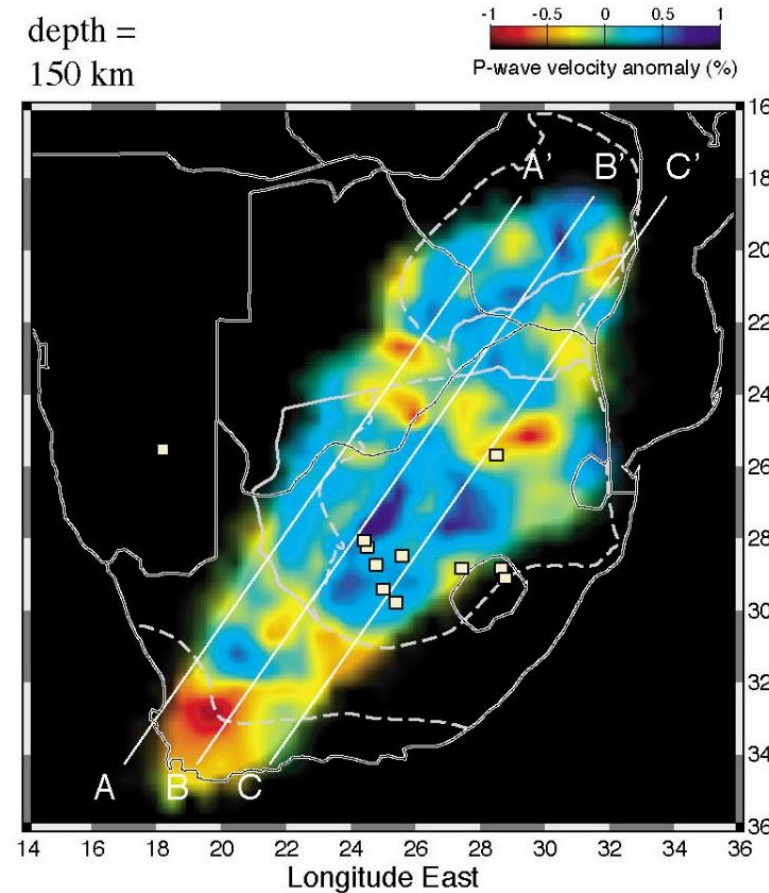 depth =
150 km
-1 -0.5 0 0.5 1
P-wave velocity anomaly (%)
16
A' B' C'
18
20
22
24
26
28
30
32
34
A B C
36
14 16 18 20 22 24 26 28 30 32 34 36
Longitude East